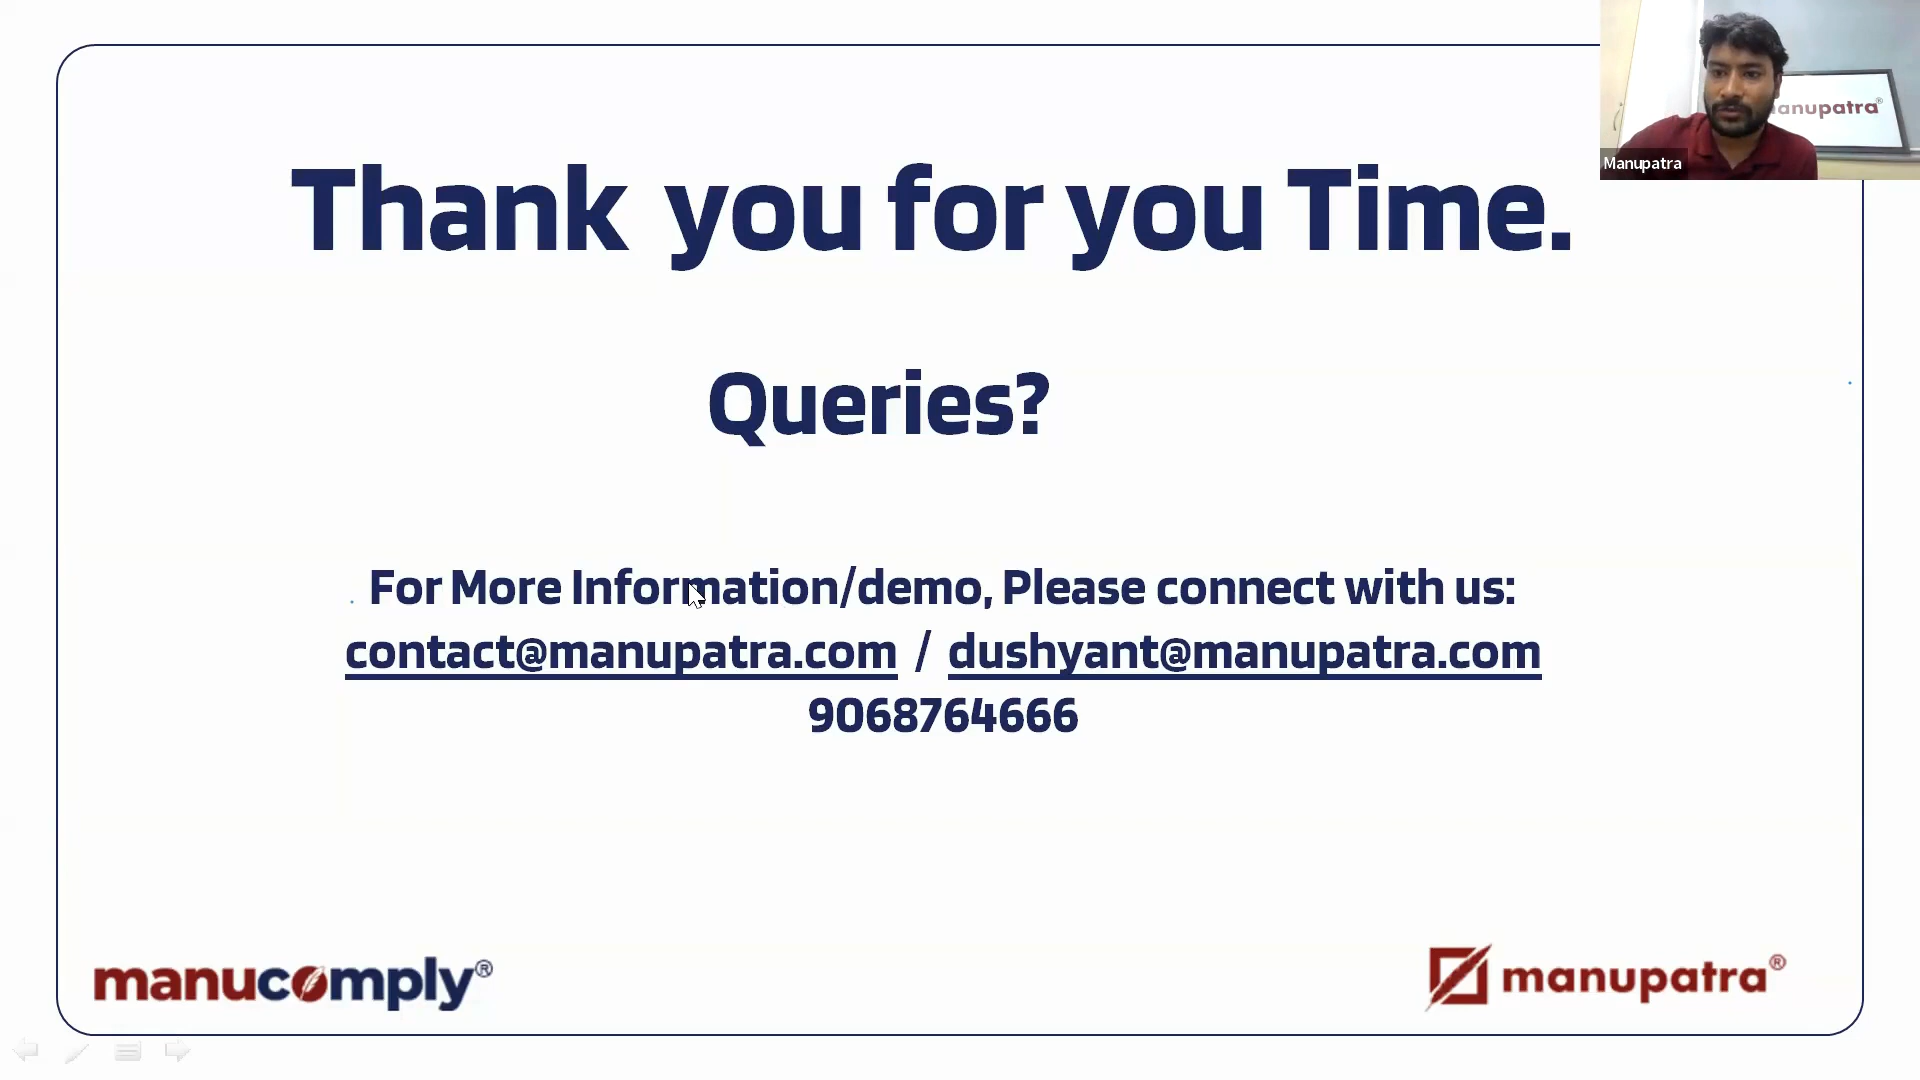 Thank you for you Time.
Queries?
For More Information/demo, Please connect with us:
contact@manupatra.com / dushyant@manupatra.com
9068764666
manucomply®
manupatra®
anupatra®
Manupatra